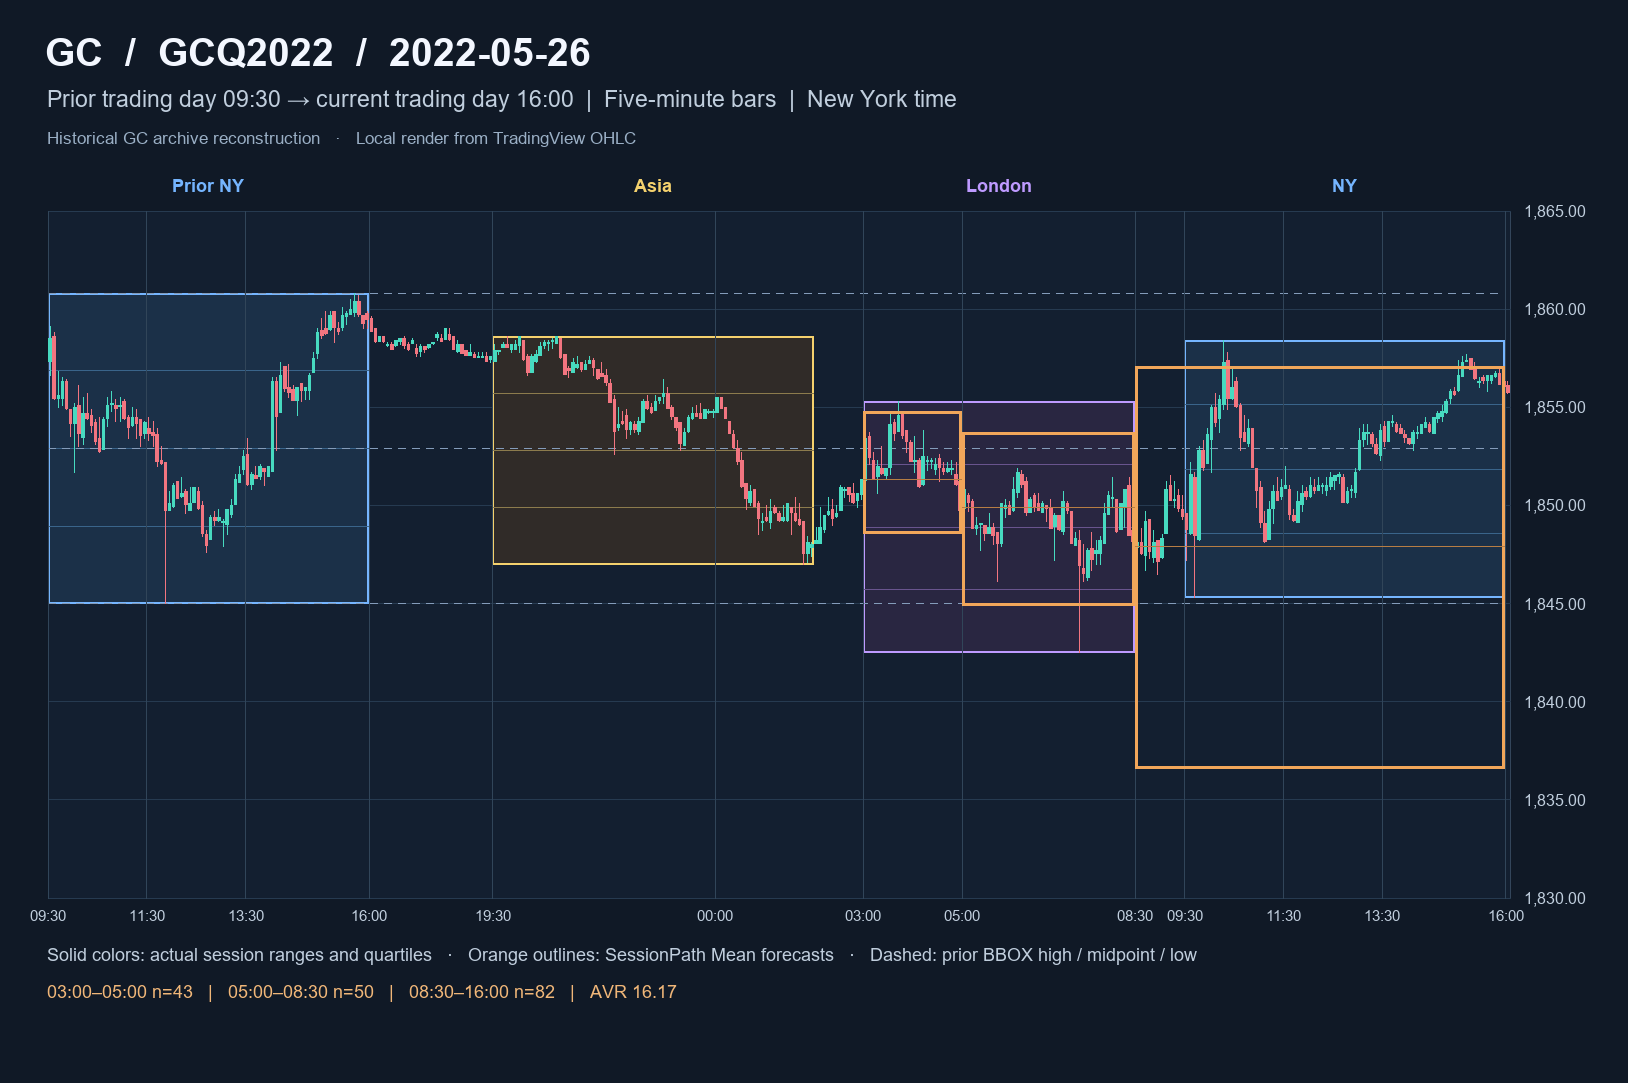 GC / GCQ2022 / 2022-05-26
Prior trading day 09:30 → current trading day 16:00 | Five-minute bars | New York time
Historical GC archive reconstruction · Local render from TradingView OHLC
Prior NY Asia London NY
1,865.00
1,860.00
1,855.00
1,850.00
1,845.00
1,840.00
1,835.00
1,830.00
09:30 11:30 13:30 16:00 19:30 00:00 03:00 05:00 08:30 09:30 11:30 13:30 16:00
Solid colors: actual session ranges and quartiles · Orange outlines: SessionPath Mean forecasts · Dashed: prior BBOX high / midpoint / low
03:00–05:00 n=43 | 05:00–08:30 n=50 | 08:30–16:00 n=82 | AVR 16.17